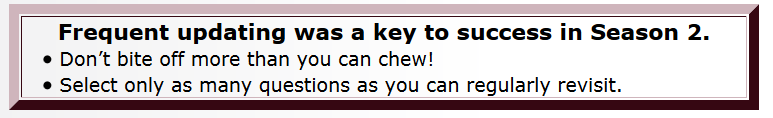 Frequent updating was a key to success in Season 2.
• Don’t bite off more than you can chew!
• Select only as many questions as you can regularly revisit.